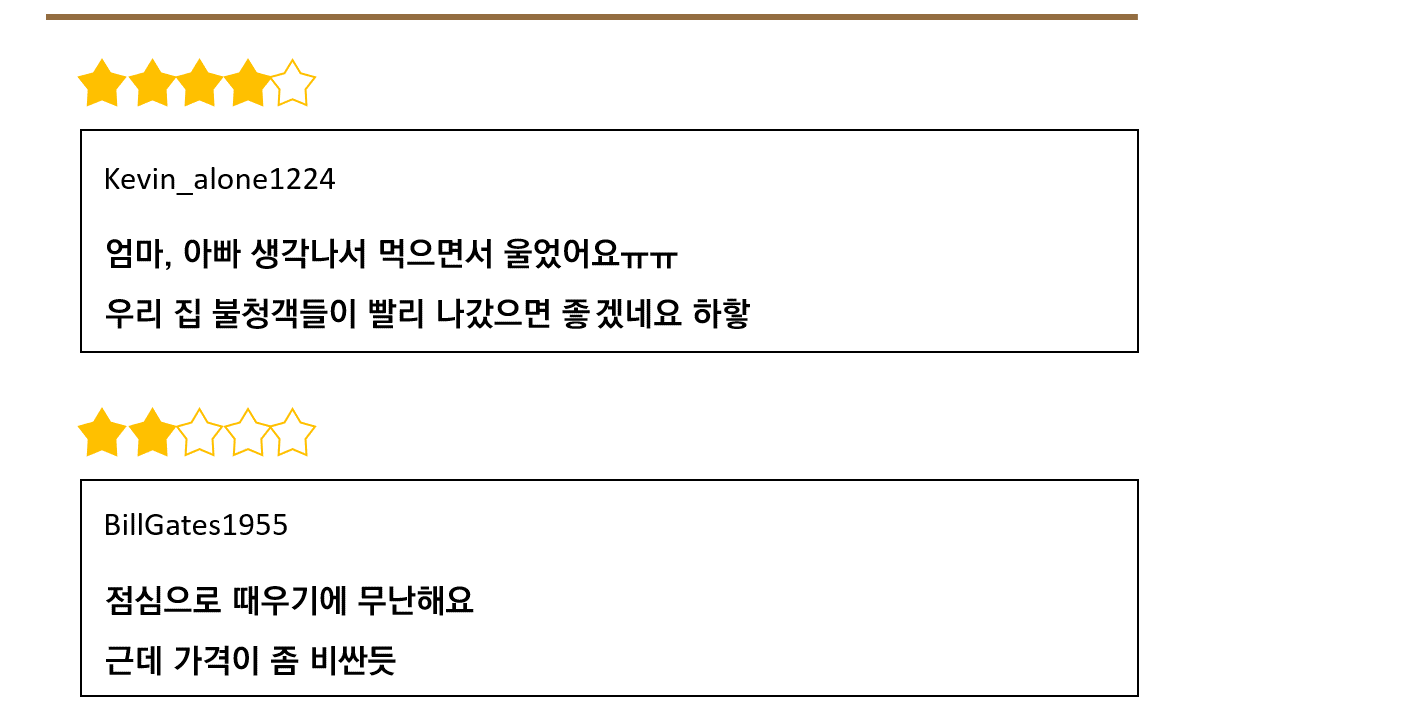 Kevin_alone1224
엄마, 아빠 생각나서 먹으면서 울었어요ㅠㅠ
우리 집 불청객들이 빨리 나갔으면 좋겠네요 하핳
BillGates1955
점심으로 때우기에 무난해요
근데 가격이 좀 비싼듯